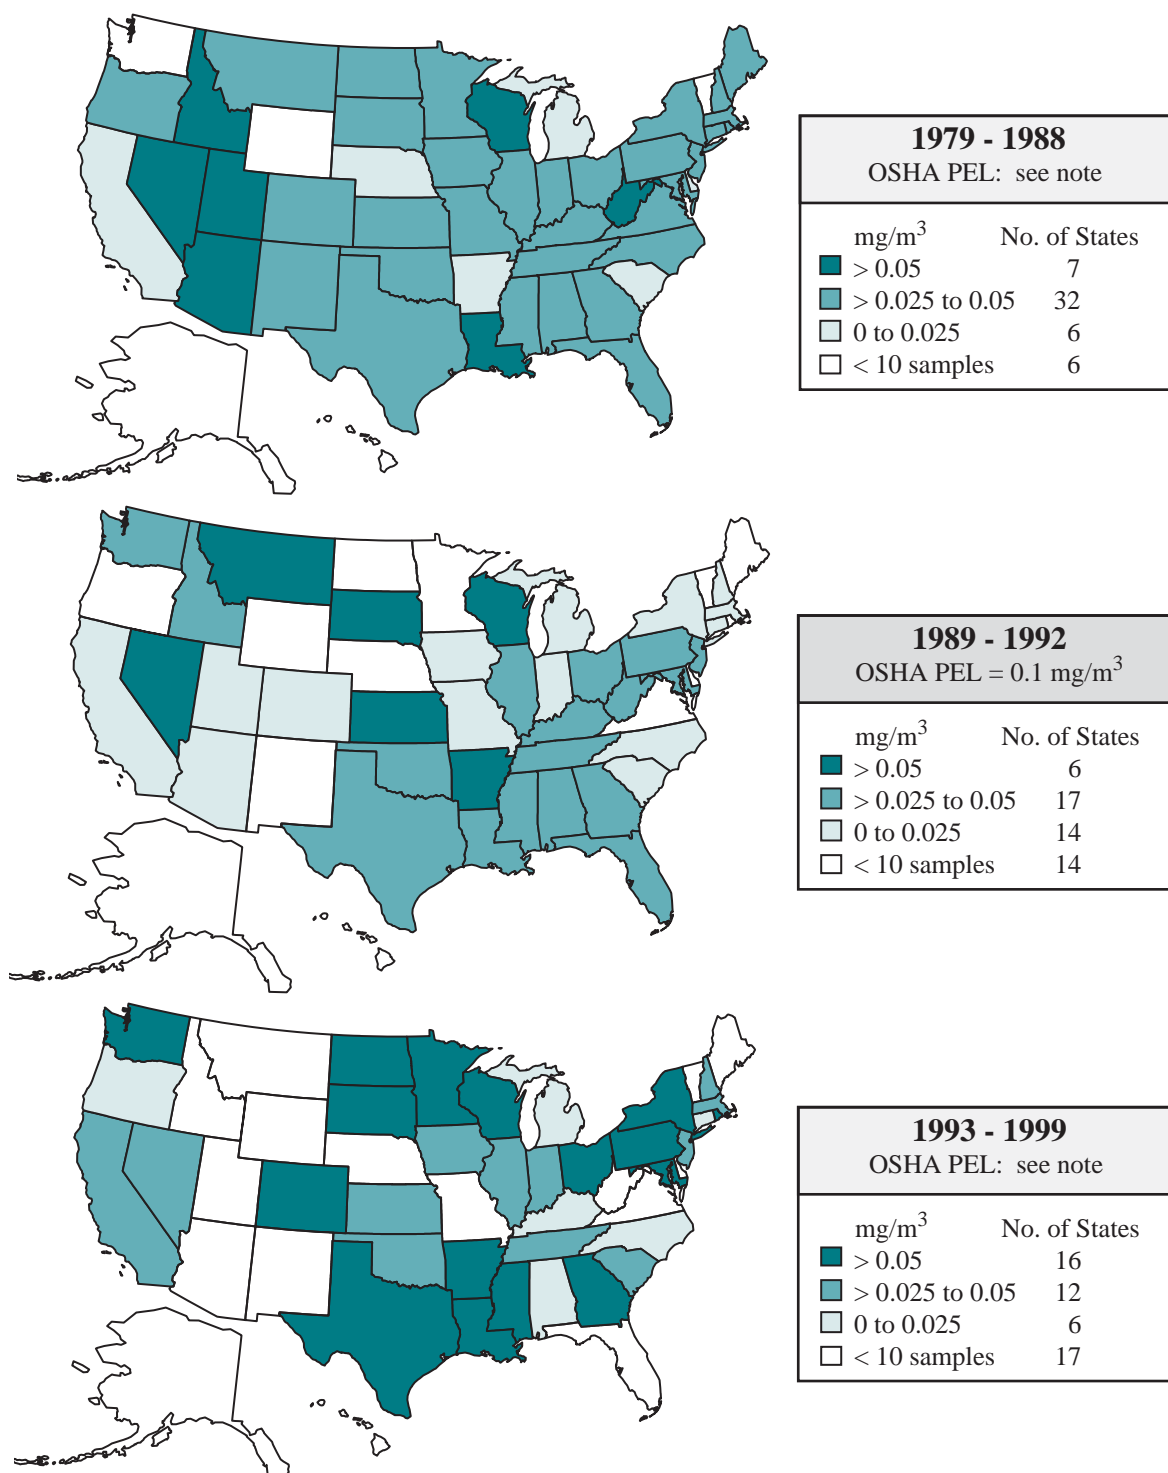 1979 - 1988
OSHA PEL: see note
mg/m³ No. of States
> 0.05 7
> 0.025 to 0.05 32
0 to 0.025 6
< 10 samples 6
1989 - 1992
OSHA PEL = 0.1 mg/m³
mg/m³ No. of States
> 0.05 6
> 0.025 to 0.05 17
0 to 0.025 14
< 10 samples 14
1993 - 1999
OSHA PEL: see note
mg/m³ No. of States
> 0.05 16
> 0.025 to 0.05 12
0 to 0.025 6
< 10 samples 17